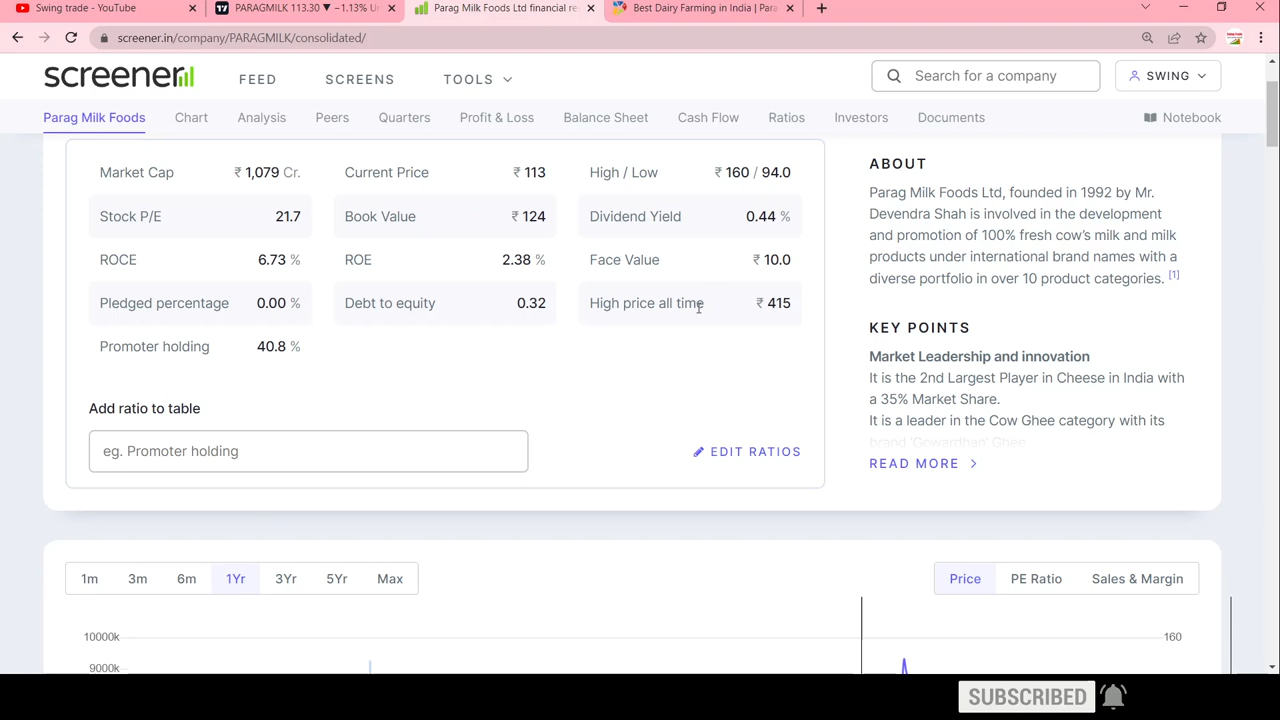 Swing trade - YouTube
PARAGMILK 113.30 ▼ −1.13% U
Parag Milk Foods Ltd financial re
Best Dairy Farming in India | Para
screener.in/company/PARAGMILK/consolidated/
screener
FEED
SCREENS
TOOLS
Search for a company
SWING
Parag Milk Foods
Chart
Analysis
Peers
Quarters
Profit & Loss
Balance Sheet
Cash Flow
Ratios
Investors
Documents
Notebook
Market Cap ₹ 1,079 Cr.
Current Price ₹ 113
High / Low ₹ 160 / 94.0
Stock P/E 21.7
Book Value ₹ 124
Dividend Yield 0.44 %
ROCE 6.73 %
ROE 2.38 %
Face Value ₹ 10.0
Pledged percentage 0.00 %
Debt to equity 0.32
High price all time ₹ 415
Promoter holding 40.8 %
Add ratio to table
eg. Promoter holding
EDIT RATIOS
ABOUT
Parag Milk Foods Ltd, founded in 1992 by Mr.
Devendra Shah is involved in the development
and promotion of 100% fresh cow's milk and milk
products under international brand names with a
diverse portfolio in over 10 product categories. [1]
KEY POINTS
Market Leadership and innovation
It is the 2nd Largest Player in Cheese in India with
a 35% Market Share.
It is a leader in the Cow Ghee category with its
brand 'Gowardhan' Ghee
READ MORE
1m
3m
6m
1Yr
3Yr
5Yr
Max
Price
PE Ratio
Sales & Margin
10000k
160
9000k
SUBSCRIBED